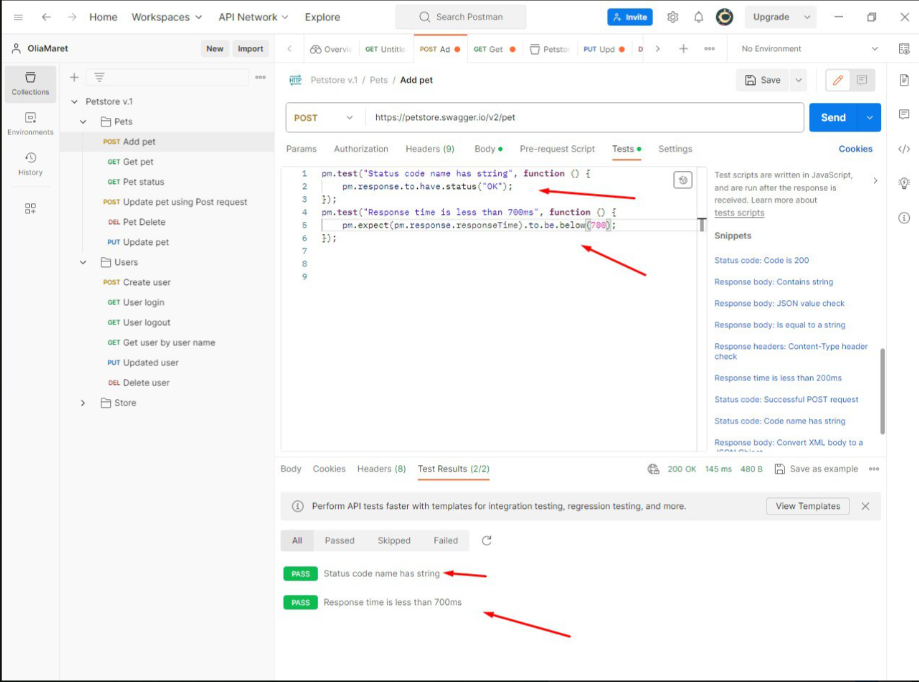 Home Workspaces API Network Explore Search Postman Invite Upgrade
OliaMaret New Import Overvi GET Untitle POST Ad GET Get Petstor PUT Upd D No Environment
Collections
Environments
History
Petstore v.1
Pets
POST Add pet
GET Get pet
GET Pet status
POST Update pet using Post request
DEL Pet Delete
PUT Update pet
Users
POST Create user
GET User login
GET User logout
GET Get user by user name
PUT Updated user
DEL Delete user
Store
Petstore v.1 / Pets / Add pet Save
POST https://petstore.swagger.io/v2/pet Send
Params Authorization Headers (9) Body Pre-request Script Tests Settings Cookies
1 pm.test("Status code name has string", function () {
2 pm.response.to.have.status("OK");
3 });
4 pm.test("Response time is less than 700ms", function () {
5 pm.expect(pm.response.responseTime).to.be.below(700);
6 });
7
8
9
Test scripts are written in JavaScript,
and are run after the response is
received. Learn more about
tests scripts
Snippets
Status code: Code is 200
Response body: Contains string
Response body: JSON value check
Response body: Is equal to a string
Response headers: Content-Type header
check
Response time is less than 200ms
Status code: Successful POST request
Status code: Code name has string
Response body: Convert XML body to a
JSON Object
Body Cookies Headers (8) Test Results (2/2) 200 OK 145 ms 480 B Save as example
Perform API tests faster with templates for integration testing, regression testing, and more. View Templates
All Passed Skipped Failed
PASS Status code name has string
PASS Response time is less than 700ms